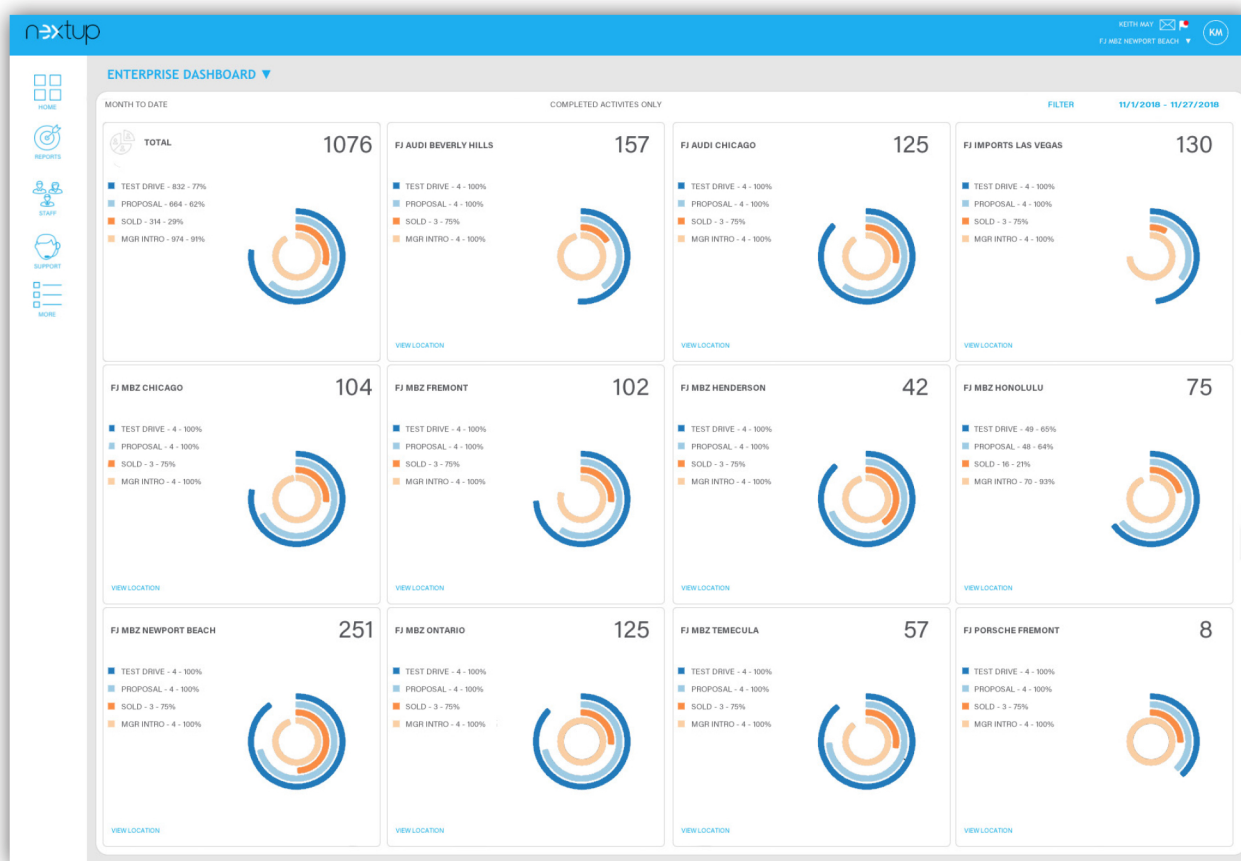 nextup
KEITH MAY
FJ MBZ NEWPORT BEACH ▼
KM
HOME
REPORTS
STAFF
SUPPORT
MORE
ENTERPRISE DASHBOARD ▼
MONTH TO DATE
COMPLETED ACTIVITES ONLY
FILTER
11/1/2018 - 11/27/2018
TOTAL
1076
TEST DRIVE - 832 - 77%
PROPOSAL - 664 - 62%
SOLD - 314 - 29%
MGR INTRO - 974 - 91%
FJ AUDI BEVERLY HILLS
157
TEST DRIVE - 4 - 100%
PROPOSAL - 4 - 100%
SOLD - 3 - 75%
MGR INTRO - 4 - 100%
VIEW LOCATION
FJ AUDI CHICAGO
125
TEST DRIVE - 4 - 100%
PROPOSAL - 4 - 100%
SOLD - 3 - 75%
MGR INTRO - 4 - 100%
VIEW LOCATION
FJ IMPORTS LAS VEGAS
130
TEST DRIVE - 4 - 100%
PROPOSAL - 4 - 100%
SOLD - 3 - 75%
MGR INTRO - 4 - 100%
VIEW LOCATION
FJ MBZ CHICAGO
104
TEST DRIVE - 4 - 100%
PROPOSAL - 4 - 100%
SOLD - 3 - 75%
MGR INTRO - 4 - 100%
VIEW LOCATION
FJ MBZ FREMONT
102
TEST DRIVE - 4 - 100%
PROPOSAL - 4 - 100%
SOLD - 3 - 75%
MGR INTRO - 4 - 100%
VIEW LOCATION
FJ MBZ HENDERSON
42
TEST DRIVE - 4 - 100%
PROPOSAL - 4 - 100%
SOLD - 3 - 75%
MGR INTRO - 4 - 100%
VIEW LOCATION
FJ MBZ HONOLULU
75
TEST DRIVE - 49 - 65%
PROPOSAL - 48 - 64%
SOLD - 16 - 21%
MGR INTRO - 70 - 93%
VIEW LOCATION
FJ MBZ NEWPORT BEACH
251
TEST DRIVE - 4 - 100%
PROPOSAL - 4 - 100%
SOLD - 3 - 75%
MGR INTRO - 4 - 100%
VIEW LOCATION
FJ MBZ ONTARIO
125
TEST DRIVE - 4 - 100%
PROPOSAL - 4 - 100%
SOLD - 3 - 75%
MGR INTRO - 4 - 100%
VIEW LOCATION
FJ MBZ TEMECULA
57
TEST DRIVE - 4 - 100%
PROPOSAL - 4 - 100%
SOLD - 3 - 75%
MGR INTRO - 4 - 100%
VIEW LOCATION
FJ PORSCHE FREMONT
8
TEST DRIVE - 4 - 100%
PROPOSAL - 4 - 100%
SOLD - 3 - 75%
MGR INTRO - 4 - 100%
VIEW LOCATION